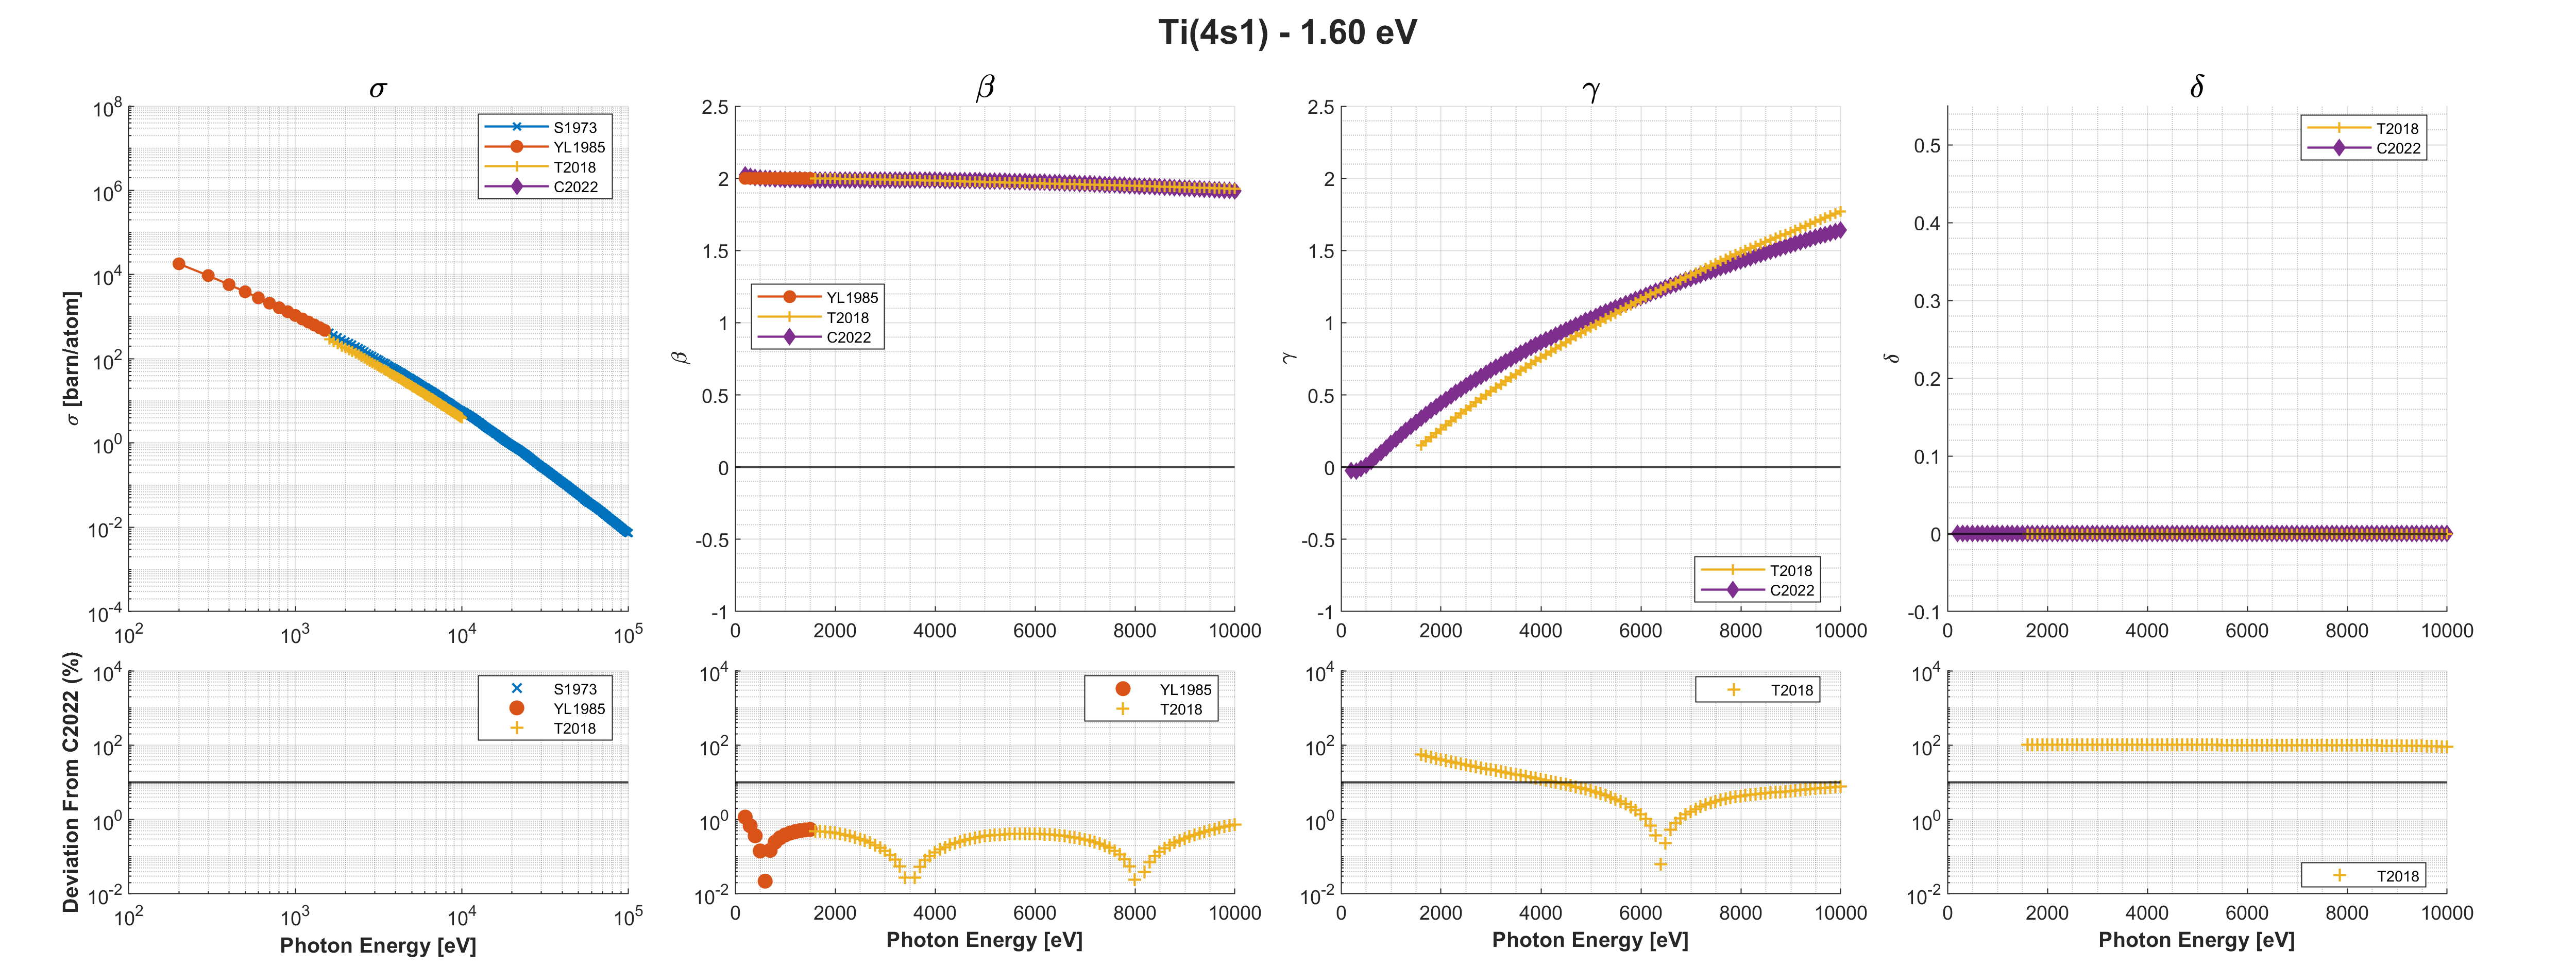 Ti(4s1) - 1.60 eV
σ
10^8
10^6
10^4
10^2
10^0
10^-2
10^-4
10^2
10^3
10^4
10^5
σ [barn/atom]
S1973
YL1985
T2018
C2022
β
2.5
2
1.5
1
0.5
0
-0.5
-1
0
2000
4000
6000
8000
10000
β
YL1985
T2018
C2022
γ
2.5
2
1.5
1
0.5
0
-0.5
-1
0
2000
4000
6000
8000
10000
γ
T2018
C2022
δ
0.5
0.4
0.3
0.2
0.1
0
-0.1
0
2000
4000
6000
8000
10000
δ
T2018
C2022
Deviation From C2022 (%)
10^4
10^2
10^0
10^-2
10^2
10^3
10^4
10^5
S1973
YL1985
T2018
Photon Energy [eV]
10^4
10^2
10^0
10^-2
0
2000
4000
6000
8000
10000
YL1985
T2018
Photon Energy [eV]
10^4
10^2
10^0
10^-2
0
2000
4000
6000
8000
10000
T2018
Photon Energy [eV]
10^4
10^2
10^0
10^-2
0
2000
4000
6000
8000
10000
T2018
Photon Energy [eV]